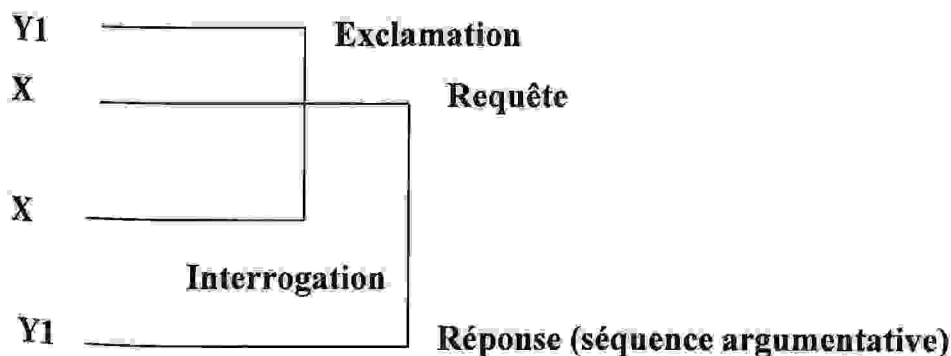 Y1 Exclamation
X Requête
X
Interrogation
Y1 Réponse (séquence argumentative)